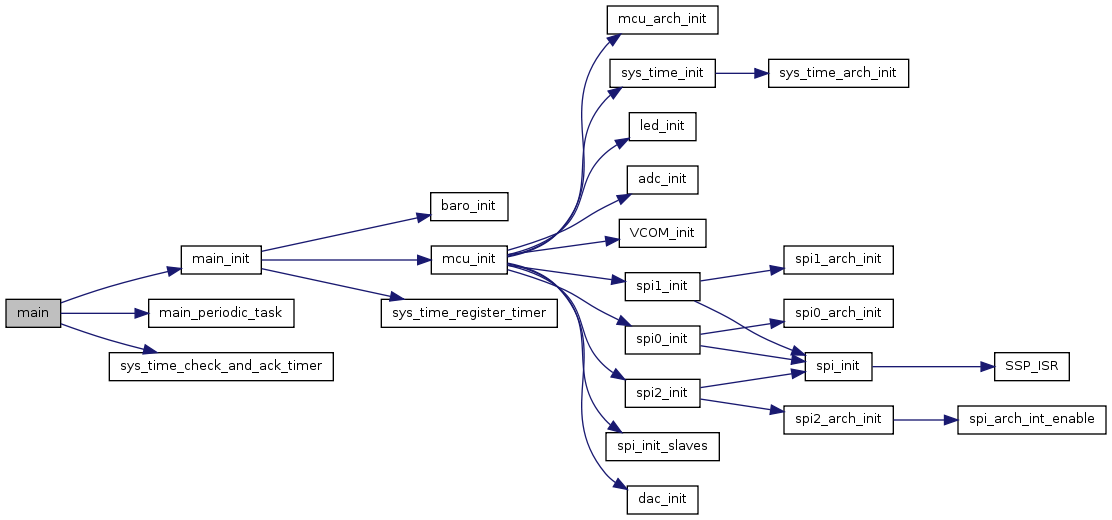 mcu_arch_init
sys_time_init
sys_time_arch_init
led_init
adc_init
baro_init
VCOM_init
main_init
mcu_init
spi1_init
spi1_arch_init
main
main_periodic_task
sys_time_register_timer
spi0_init
spi0_arch_init
sys_time_check_and_ack_timer
spi_init
SSP_ISR
spi2_init
spi2_arch_init
spi_arch_int_enable
spi_init_slaves
dac_init